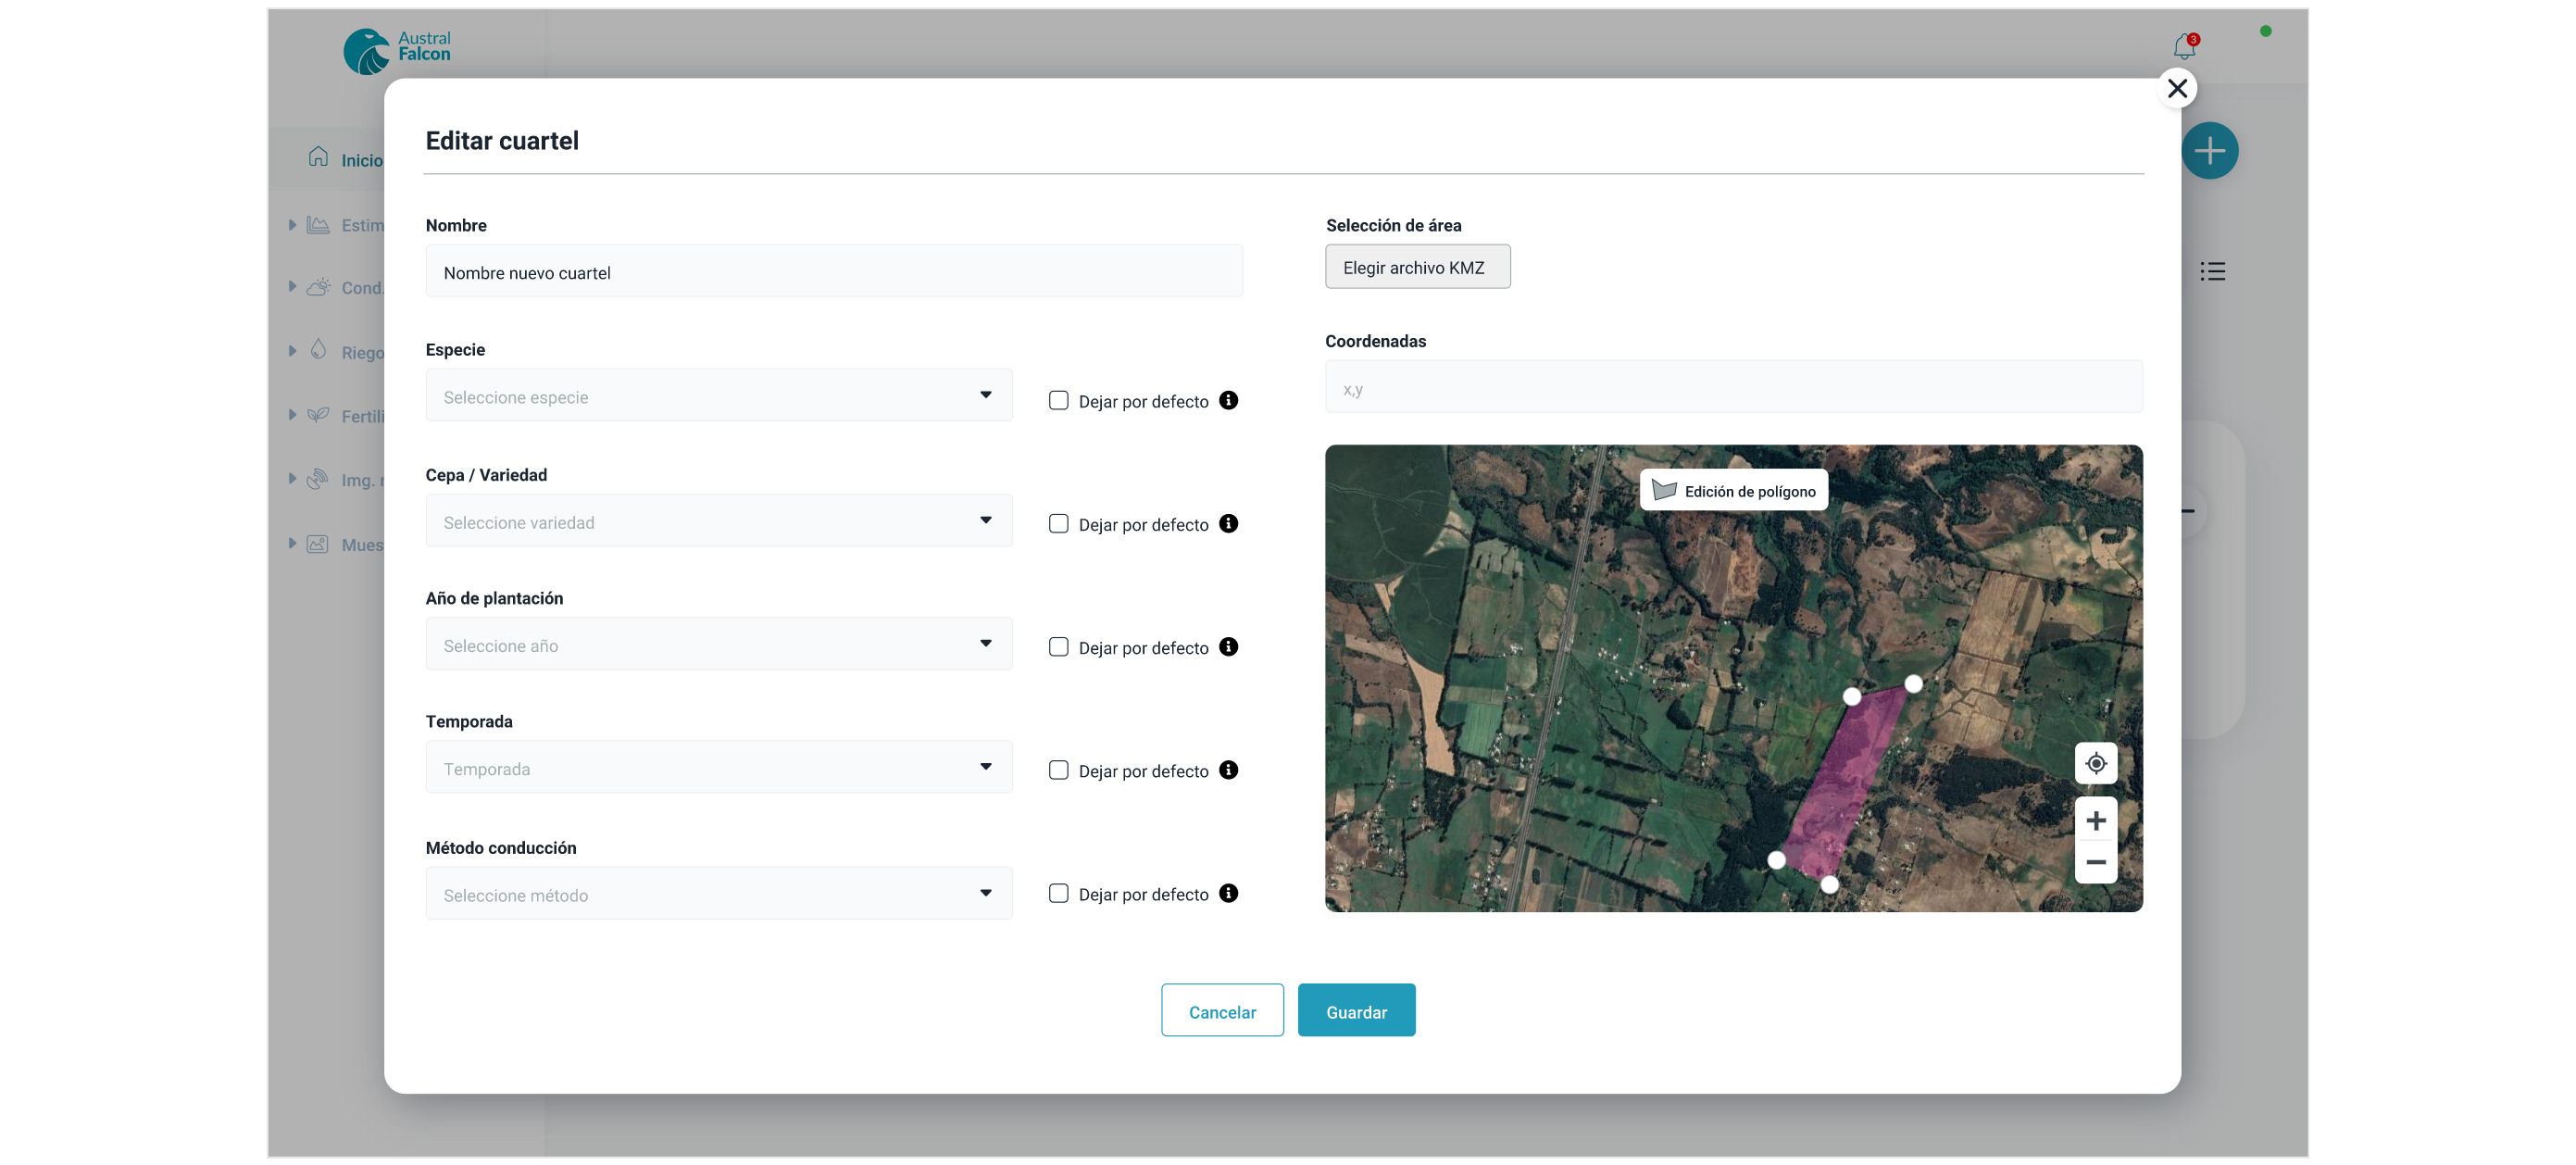 Austral
Falcon
3
Editar cuartel
Inicio
Estim
Cond.
Riego
Fertili
Img. r
Mues
Nombre
Nombre nuevo cuartel
Especie
Seleccione especie
Dejar por defecto
Cepa / Variedad
Seleccione variedad
Dejar por defecto
Año de plantación
Seleccione año
Dejar por defecto
Temporada
Temporada
Dejar por defecto
Método conducción
Seleccione método
Dejar por defecto
Selección de área
Elegir archivo KMZ
Coordenadas
x,y
Edición de polígono
Cancelar
Guardar